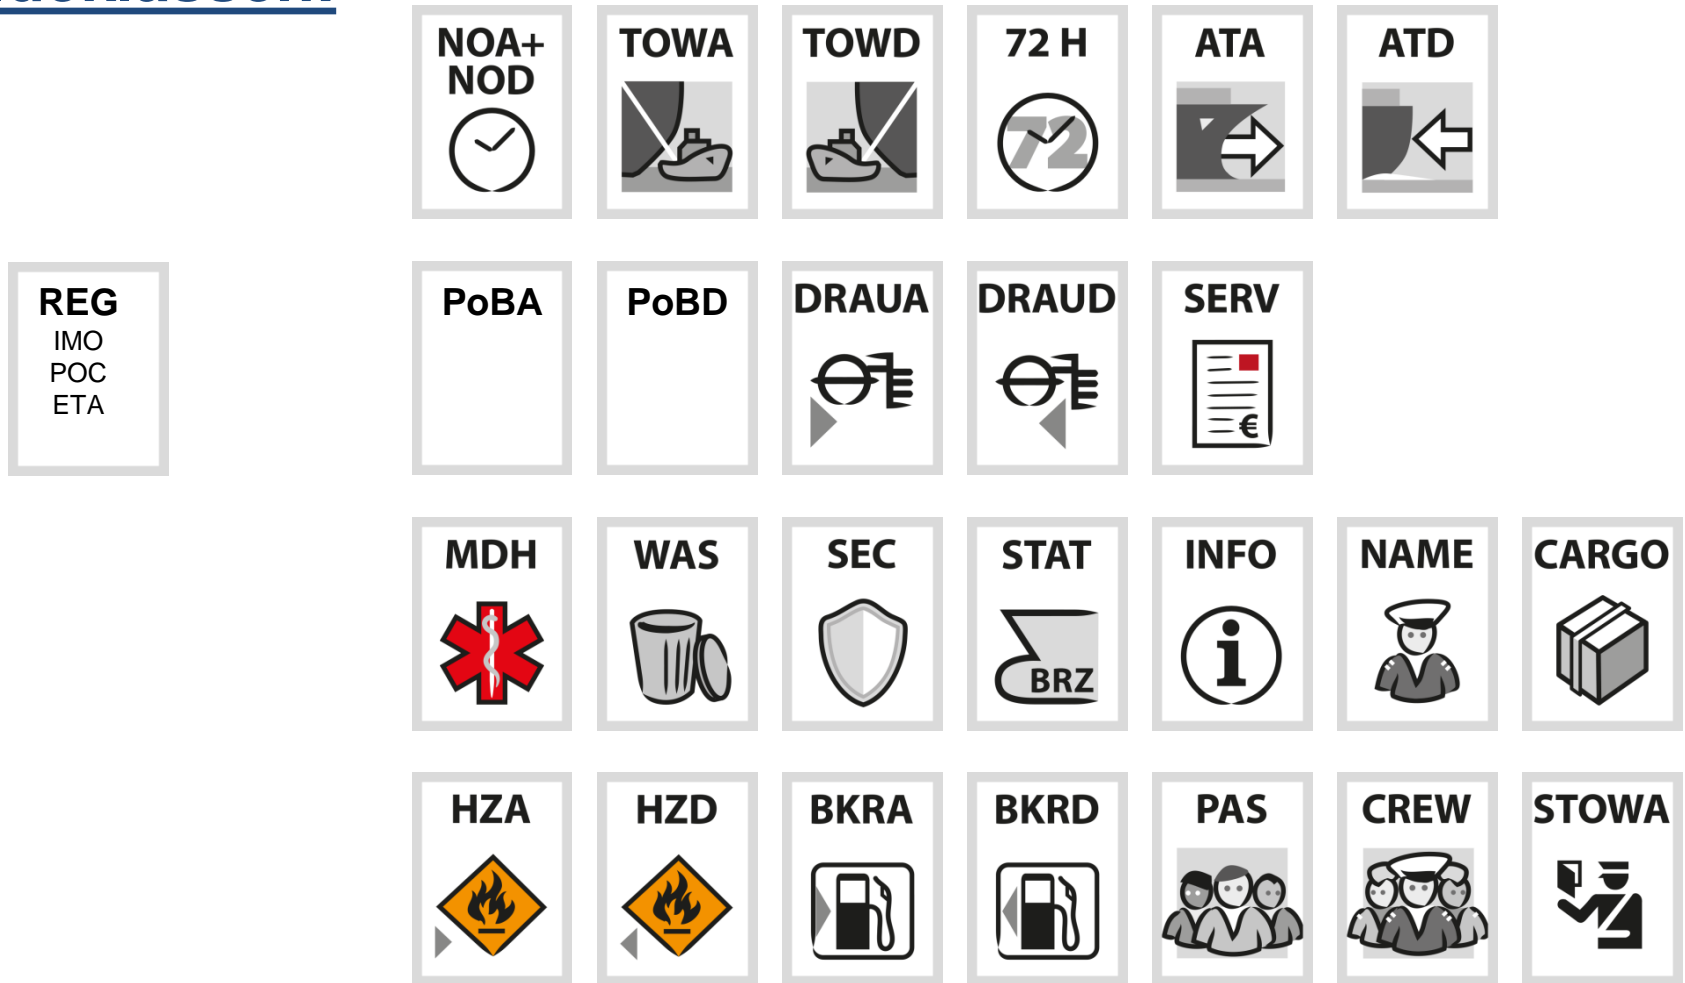 NOA+
NOD
TOWA
TOWD
72 H
72
ATA
ATD
REG
IMO
POC
ETA
PoBA
PoBD
DRAUA
DRAUD
SERV
€
MDH
WAS
SEC
STAT
BRZ
INFO
i
NAME
CARGO
HZA
HZD
BKRA
BKRD
PAS
CREW
STOWA